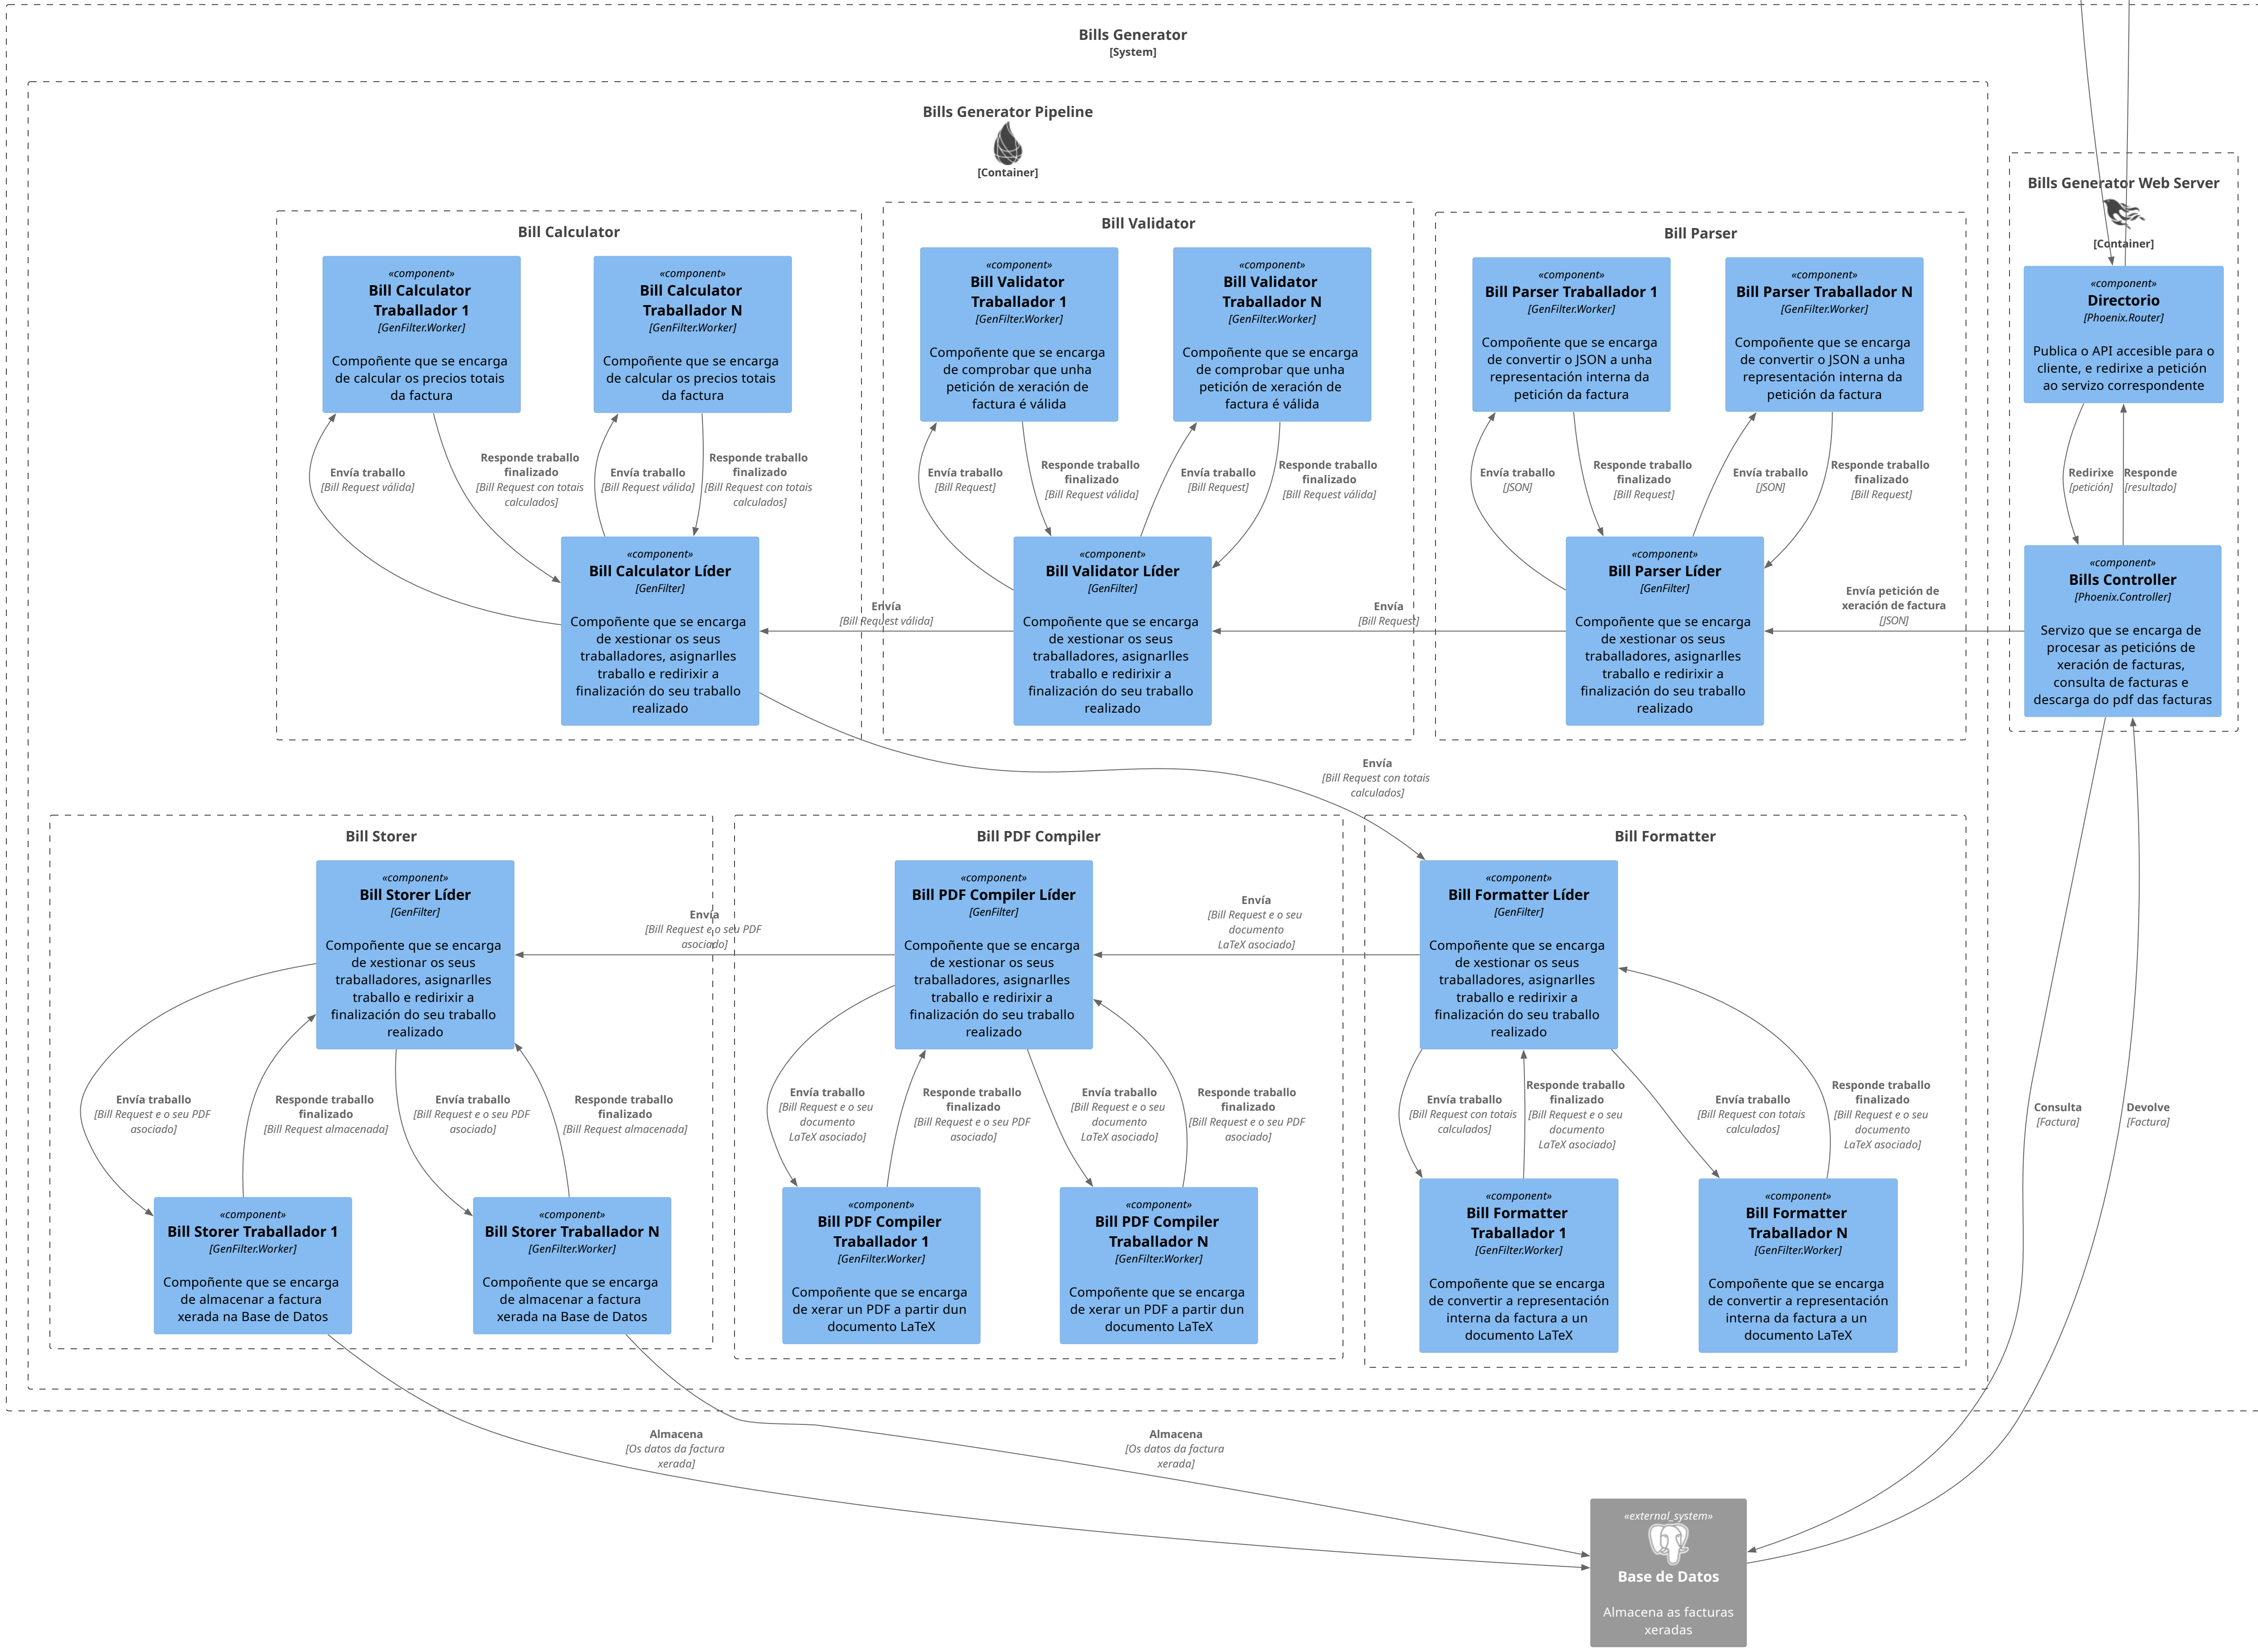 Bills Generator
[System]
Bills Generator Pipeline
[Container]
Bill Calculator
«component»
Bill Calculator
Traballador 1
[GenFilter.Worker]
Compoñente que se encarga
de calcular os precios totais
da factura
«component»
Bill Calculator
Traballador N
[GenFilter.Worker]
Compoñente que se encarga
de calcular os precios totais
da factura
Envía traballo
[Bill Request válida]
Responde traballo
finalizado
[Bill Request con totais
calculados]
Envía traballo
[Bill Request válida]
Responde traballo
finalizado
[Bill Request con totais
calculados]
«component»
Bill Calculator Líder
[GenFilter]
Compoñente que se encarga
de xestionar os seus
traballadores, asignarlles
traballo e redirixir a
finalización do seu traballo
realizado
Envía
[Bill Request válida]
Bill Validator
«component»
Bill Validator
Traballador 1
[GenFilter.Worker]
Compoñente que se encarga
de comprobar que unha
petición de xeración de
factura é válida
«component»
Bill Validator
Traballador N
[GenFilter.Worker]
Compoñente que se encarga
de comprobar que unha
petición de xeración de
factura é válida
Envía traballo
[Bill Request]
Responde traballo
finalizado
[Bill Request válida]
Envía traballo
[Bill Request]
Responde traballo
finalizado
[Bill Request válida]
«component»
Bill Validator Líder
[GenFilter]
Compoñente que se encarga
de xestionar os seus
traballadores, asignarlles
traballo e redirixir a
finalización do seu traballo
realizado
Envía
[Bill Request]
Bill Parser
«component»
Bill Parser Traballador 1
[GenFilter.Worker]
Compoñente que se encarga
de convertir o JSON a unha
representación interna da
petición da factura
«component»
Bill Parser Traballador N
[GenFilter.Worker]
Compoñente que se encarga
de convertir o JSON a unha
representación interna da
petición da factura
Envía traballo
[JSON]
Responde traballo
finalizado
[Bill Request]
Envía traballo
[JSON]
Responde traballo
finalizado
[Bill Request]
«component»
Bill Parser Líder
[GenFilter]
Compoñente que se encarga
de xestionar os seus
traballadores, asignarlles
traballo e redirixir a
finalización do seu traballo
realizado
Envía petición de
xeración de factura
[JSON]
Bills Generator Web Server
[Container]
«component»
Directorio
[Phoenix.Router]
Publica o API accesible para o
cliente, e redirixe a petición
ao servizo correspondente
Redirixe
[petición]
Responde
[resultado]
«component»
Bills Controller
[Phoenix.Controller]
Servizo que se encarga de
procesar as peticións de
xeración de facturas,
consulta de facturas e
descarga do pdf das facturas
Envía
[Bill Request con totais
calculados]
Bill Storer
«component»
Bill Storer Líder
[GenFilter]
Compoñente que se encarga
de xestionar os seus
traballadores, asignarlles
traballo e redirixir a
finalización do seu traballo
realizado
Envía
[Bill Request e o seu PDF
asociado]
Envía traballo
[Bill Request e o seu PDF
asociado]
Responde traballo
finalizado
[Bill Request almacenada]
Envía traballo
[Bill Request e o seu PDF
asociado]
Responde traballo
finalizado
[Bill Request almacenada]
«component»
Bill Storer Traballador 1
[GenFilter.Worker]
Compoñente que se encarga
de almacenar a factura
xerada na Base de Datos
«component»
Bill Storer Traballador N
[GenFilter.Worker]
Compoñente que se encarga
de almacenar a factura
xerada na Base de Datos
Bill PDF Compiler
«component»
Bill PDF Compiler Líder
[GenFilter]
Compoñente que se encarga
de xestionar os seus
traballadores, asignarlles
traballo e redirixir a
finalización do seu traballo
realizado
Envía
[Bill Request e o seu
documento
LaTeX asociado]
Envía traballo
[Bill Request e o seu
documento
LaTeX asociado]
Responde traballo
finalizado
[Bill Request e o seu PDF
asociado]
Envía traballo
[Bill Request e o seu
documento
LaTeX asociado]
Responde traballo
finalizado
[Bill Request e o seu PDF
asociado]
«component»
Bill PDF Compiler
Traballador 1
[GenFilter.Worker]
Compoñente que se encarga
de xerar un PDF a partir dun
documento LaTeX
«component»
Bill PDF Compiler
Traballador N
[GenFilter.Worker]
Compoñente que se encarga
de xerar un PDF a partir dun
documento LaTeX
Bill Formatter
«component»
Bill Formatter Líder
[GenFilter]
Compoñente que se encarga
de xestionar os seus
traballadores, asignarlles
traballo e redirixir a
finalización do seu traballo
realizado
Envía traballo
[Bill Request con totais
calculados]
Responde traballo
finalizado
[Bill Request e o seu
documento
LaTeX asociado]
Envía traballo
[Bill Request con totais
calculados]
Responde traballo
finalizado
[Bill Request e o seu
documento
LaTeX asociado]
«component»
Bill Formatter
Traballador 1
[GenFilter.Worker]
Compoñente que se encarga
de convertir a representación
interna da factura a un
documento LaTeX
«component»
Bill Formatter
Traballador N
[GenFilter.Worker]
Compoñente que se encarga
de convertir a representación
interna da factura a un
documento LaTeX
Consulta
[Factura]
Devolve
[Factura]
Almacena
[Os datos da factura
xerada]
Almacena
[Os datos da factura
xerada]
«external_system»
Base de Datos
Almacena as facturas
xeradas